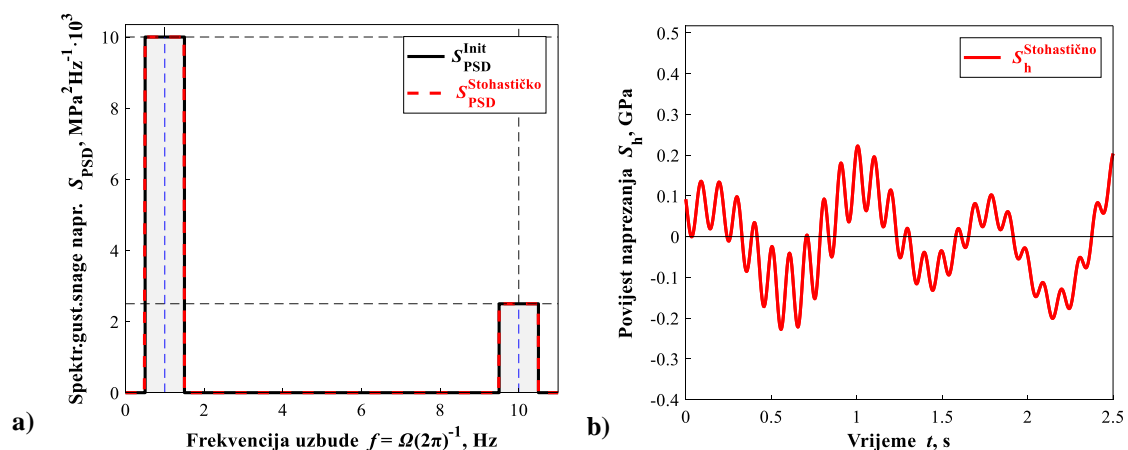 Spektr.gust.snage napr. S_PSD, MPa²Hz⁻¹·10³
10
8
6
4
2
0
0 2 4 6 8 10
Frekvencija uzbude f = Ω(2π)⁻¹, Hz
S_PSD^Init
S_PSD^Stohastičko
a)
Povijest naprezanja S_h, GPa
0.5
0.4
0.3
0.2
0.1
0
-0.1
-0.2
-0.3
-0.4
0 0.5 1 1.5 2 2.5
Vrijeme t, s
S_h^Stohastično
b)